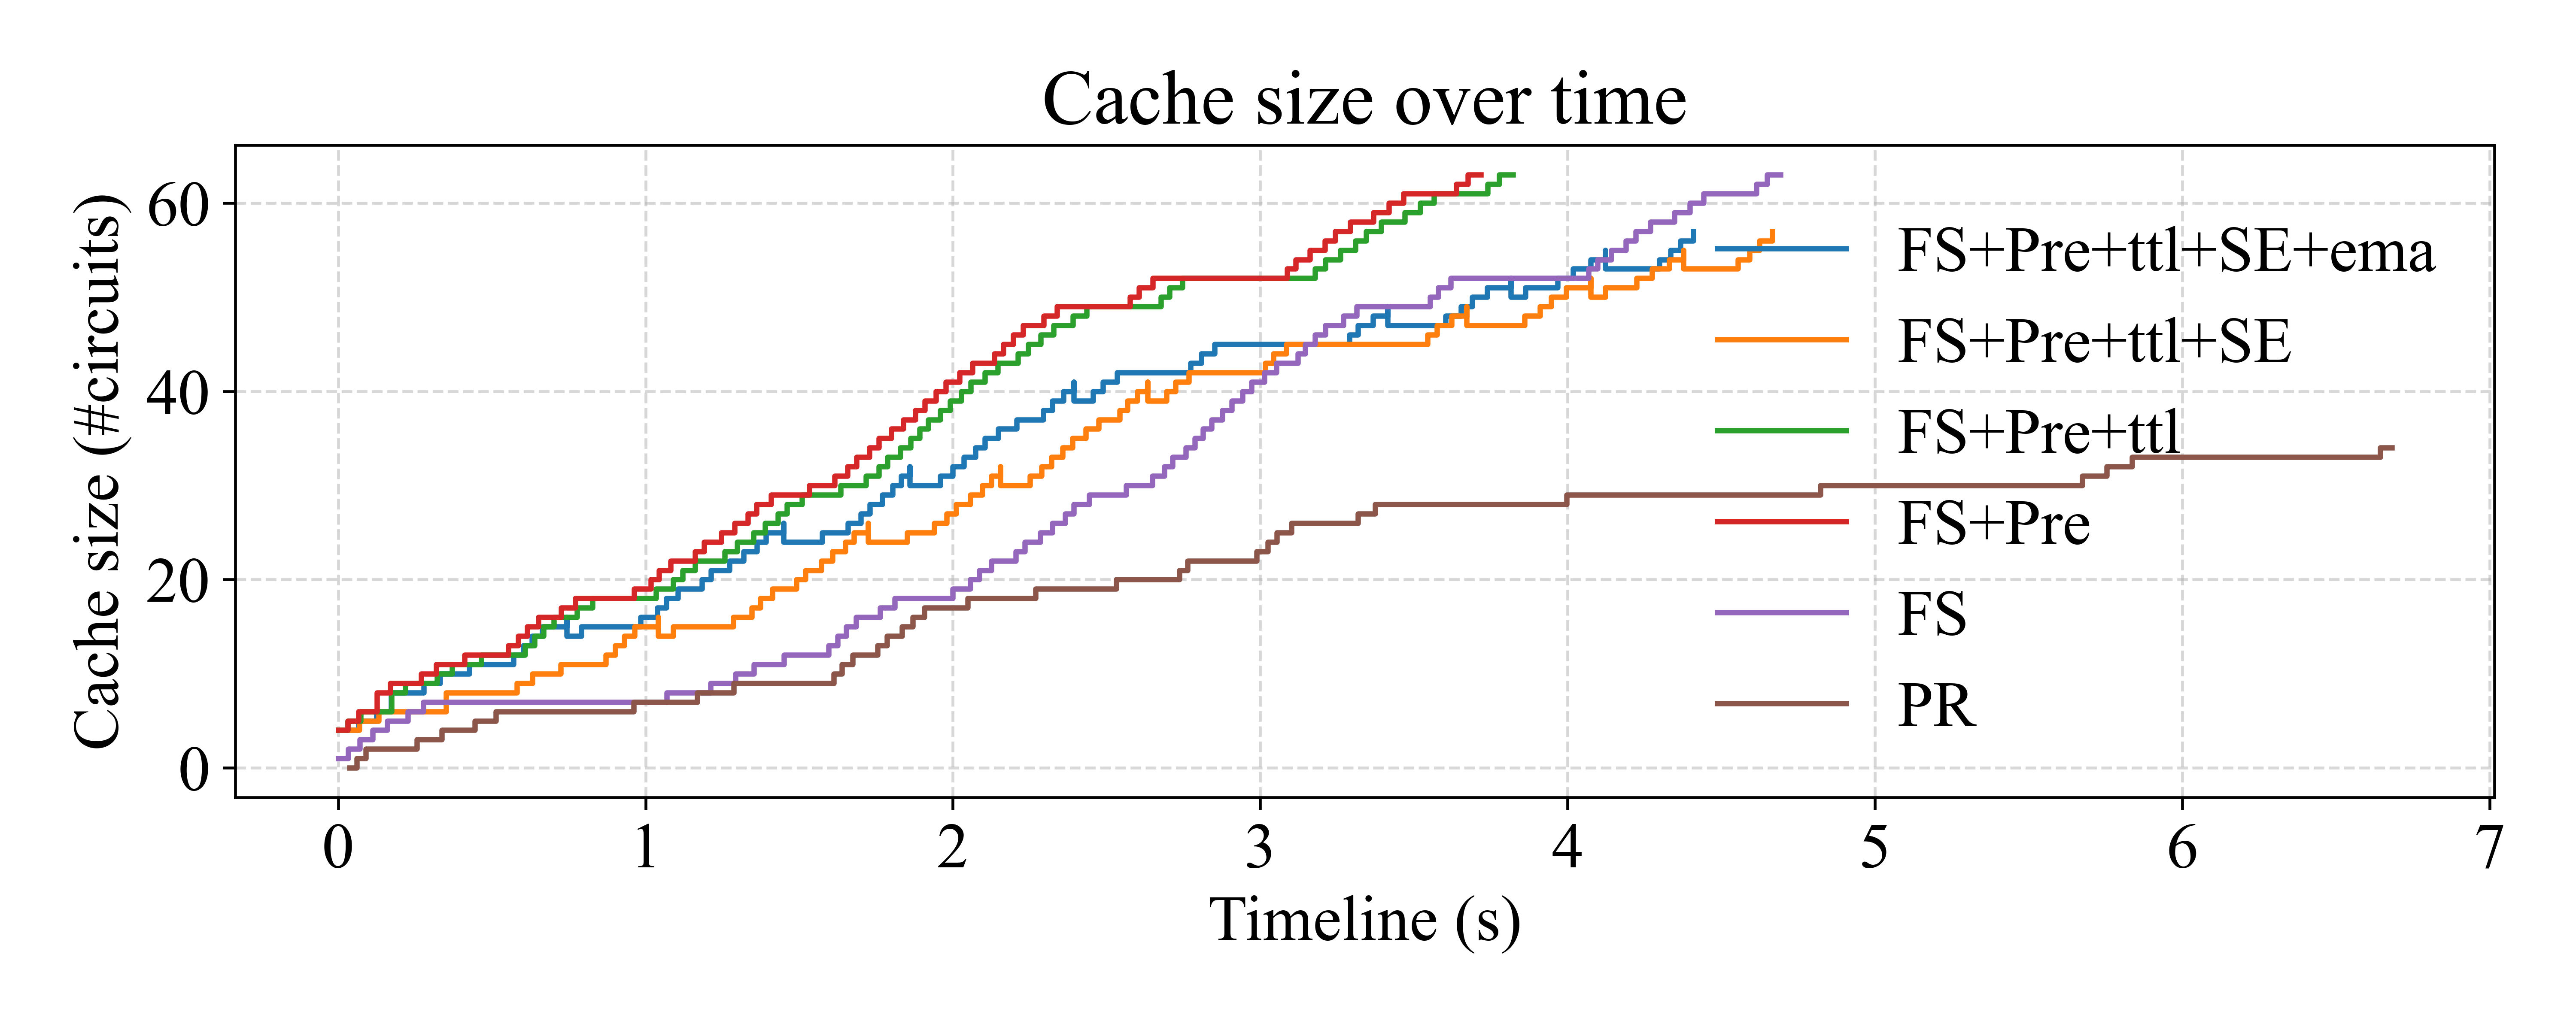 Cache size over time
Cache size (#circuits)
60
40
20
0
FS+Pre+ttl+SE+ema
FS+Pre+ttl+SE
FS+Pre+ttl
FS+Pre
FS
PR
0 1 2 3 4 5 6 7
Timeline (s)